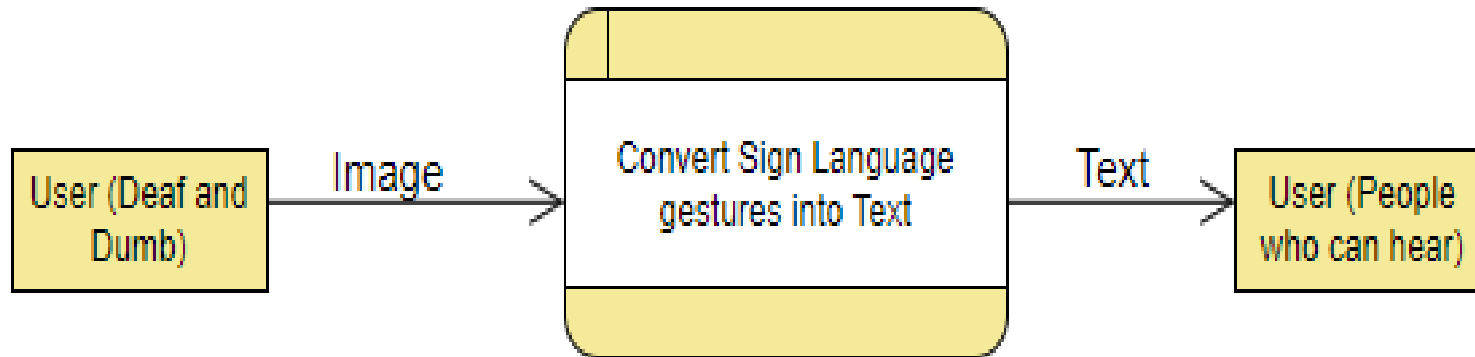 User (Deaf and
Dumb)
Image
Convert Sign Language
gestures into Text
Text
User (People
who can hear)